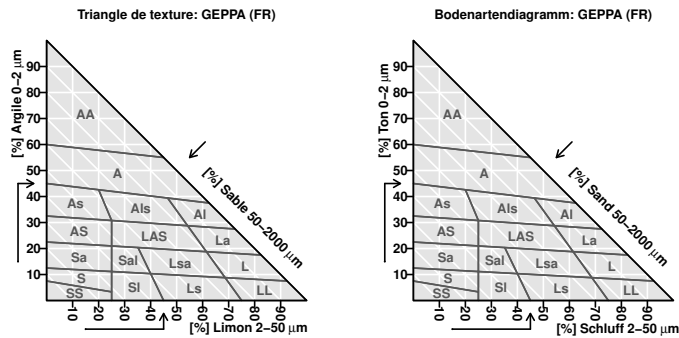 Triangle de texture: GEPPA (FR)
[%] Argile 0−2 µm
90
80
70
60
50
40
30
20
10
AA
A
As
Als
Al
AS
LAS
La
Sa
Sal
Lsa
L
S
SS
Sl
Ls
LL
[%] Sable 50−2000 µm
10
20
30
40
50
60
70
80
90
[%] Limon 2−50 µm
Bodenartendiagramm: GEPPA (FR)
[%] Ton 0−2 µm
90
80
70
60
50
40
30
20
10
AA
A
As
Als
Al
AS
LAS
La
Sa
Sal
Lsa
L
S
SS
Sl
Ls
LL
[%] Sand 50−2000 µm
10
20
30
40
50
60
70
80
90
[%] Schluff 2−50 µm